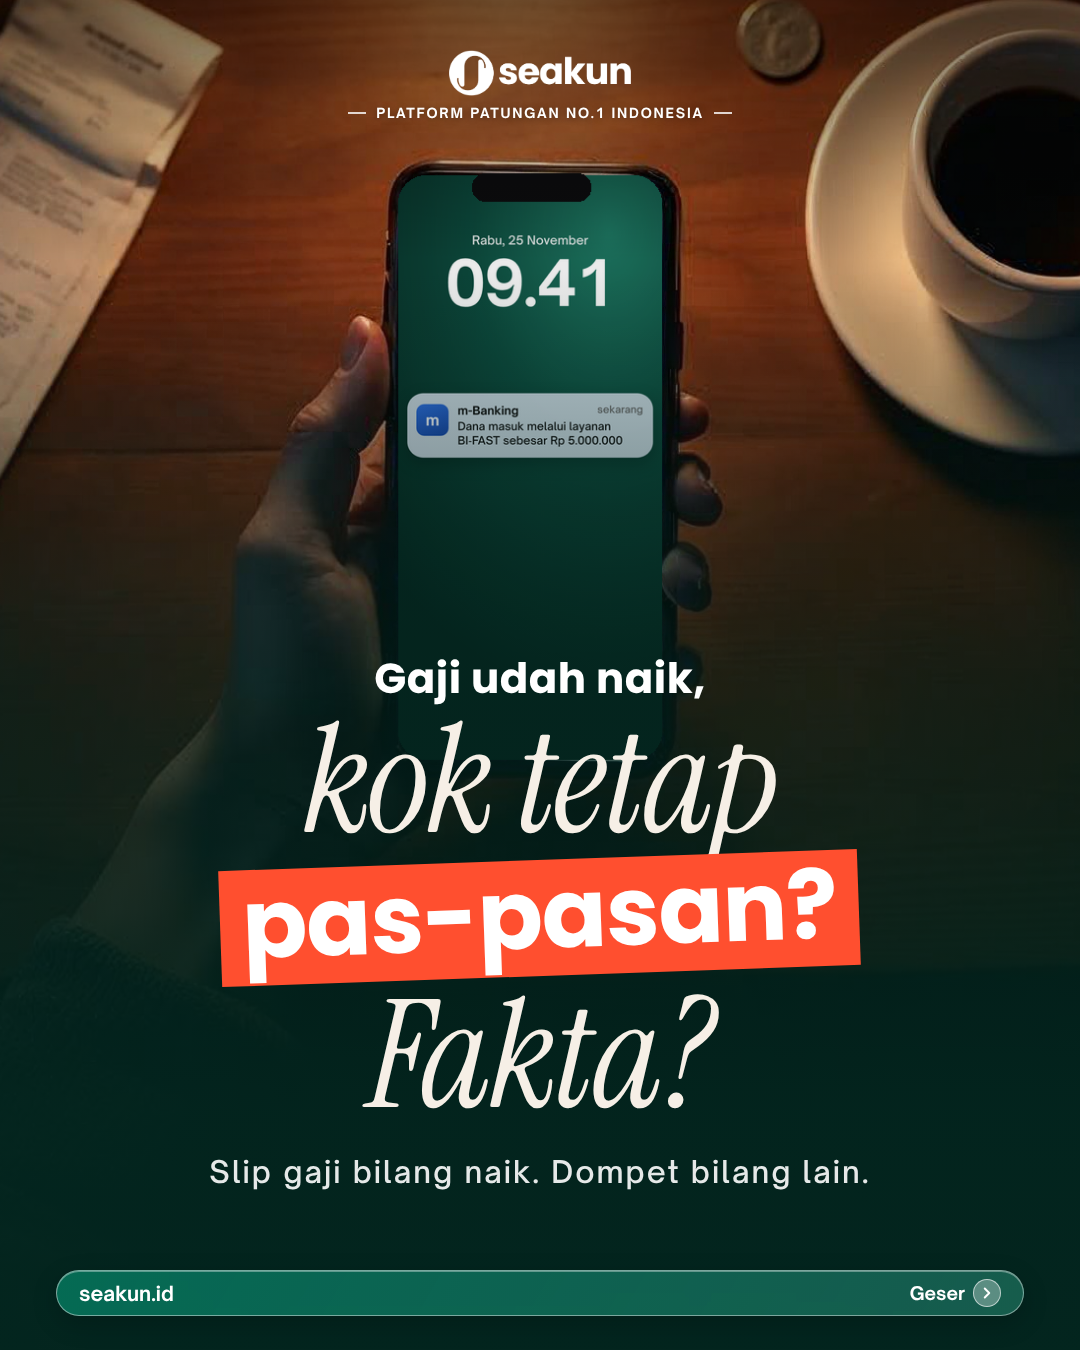 seakun
PLATFORM PATUNGAN NO.1 INDONESIA
Rabu, 25 November
09.41
m
m-Banking
sekarang
Dana masuk melalui layanan
BI-FAST sebesar Rp 5.000.000
Gaji udah naik,
kok tetap
pas-pasan?
Fakta?
Slip gaji bilang naik. Dompet bilang lain.
seakun.id
Geser